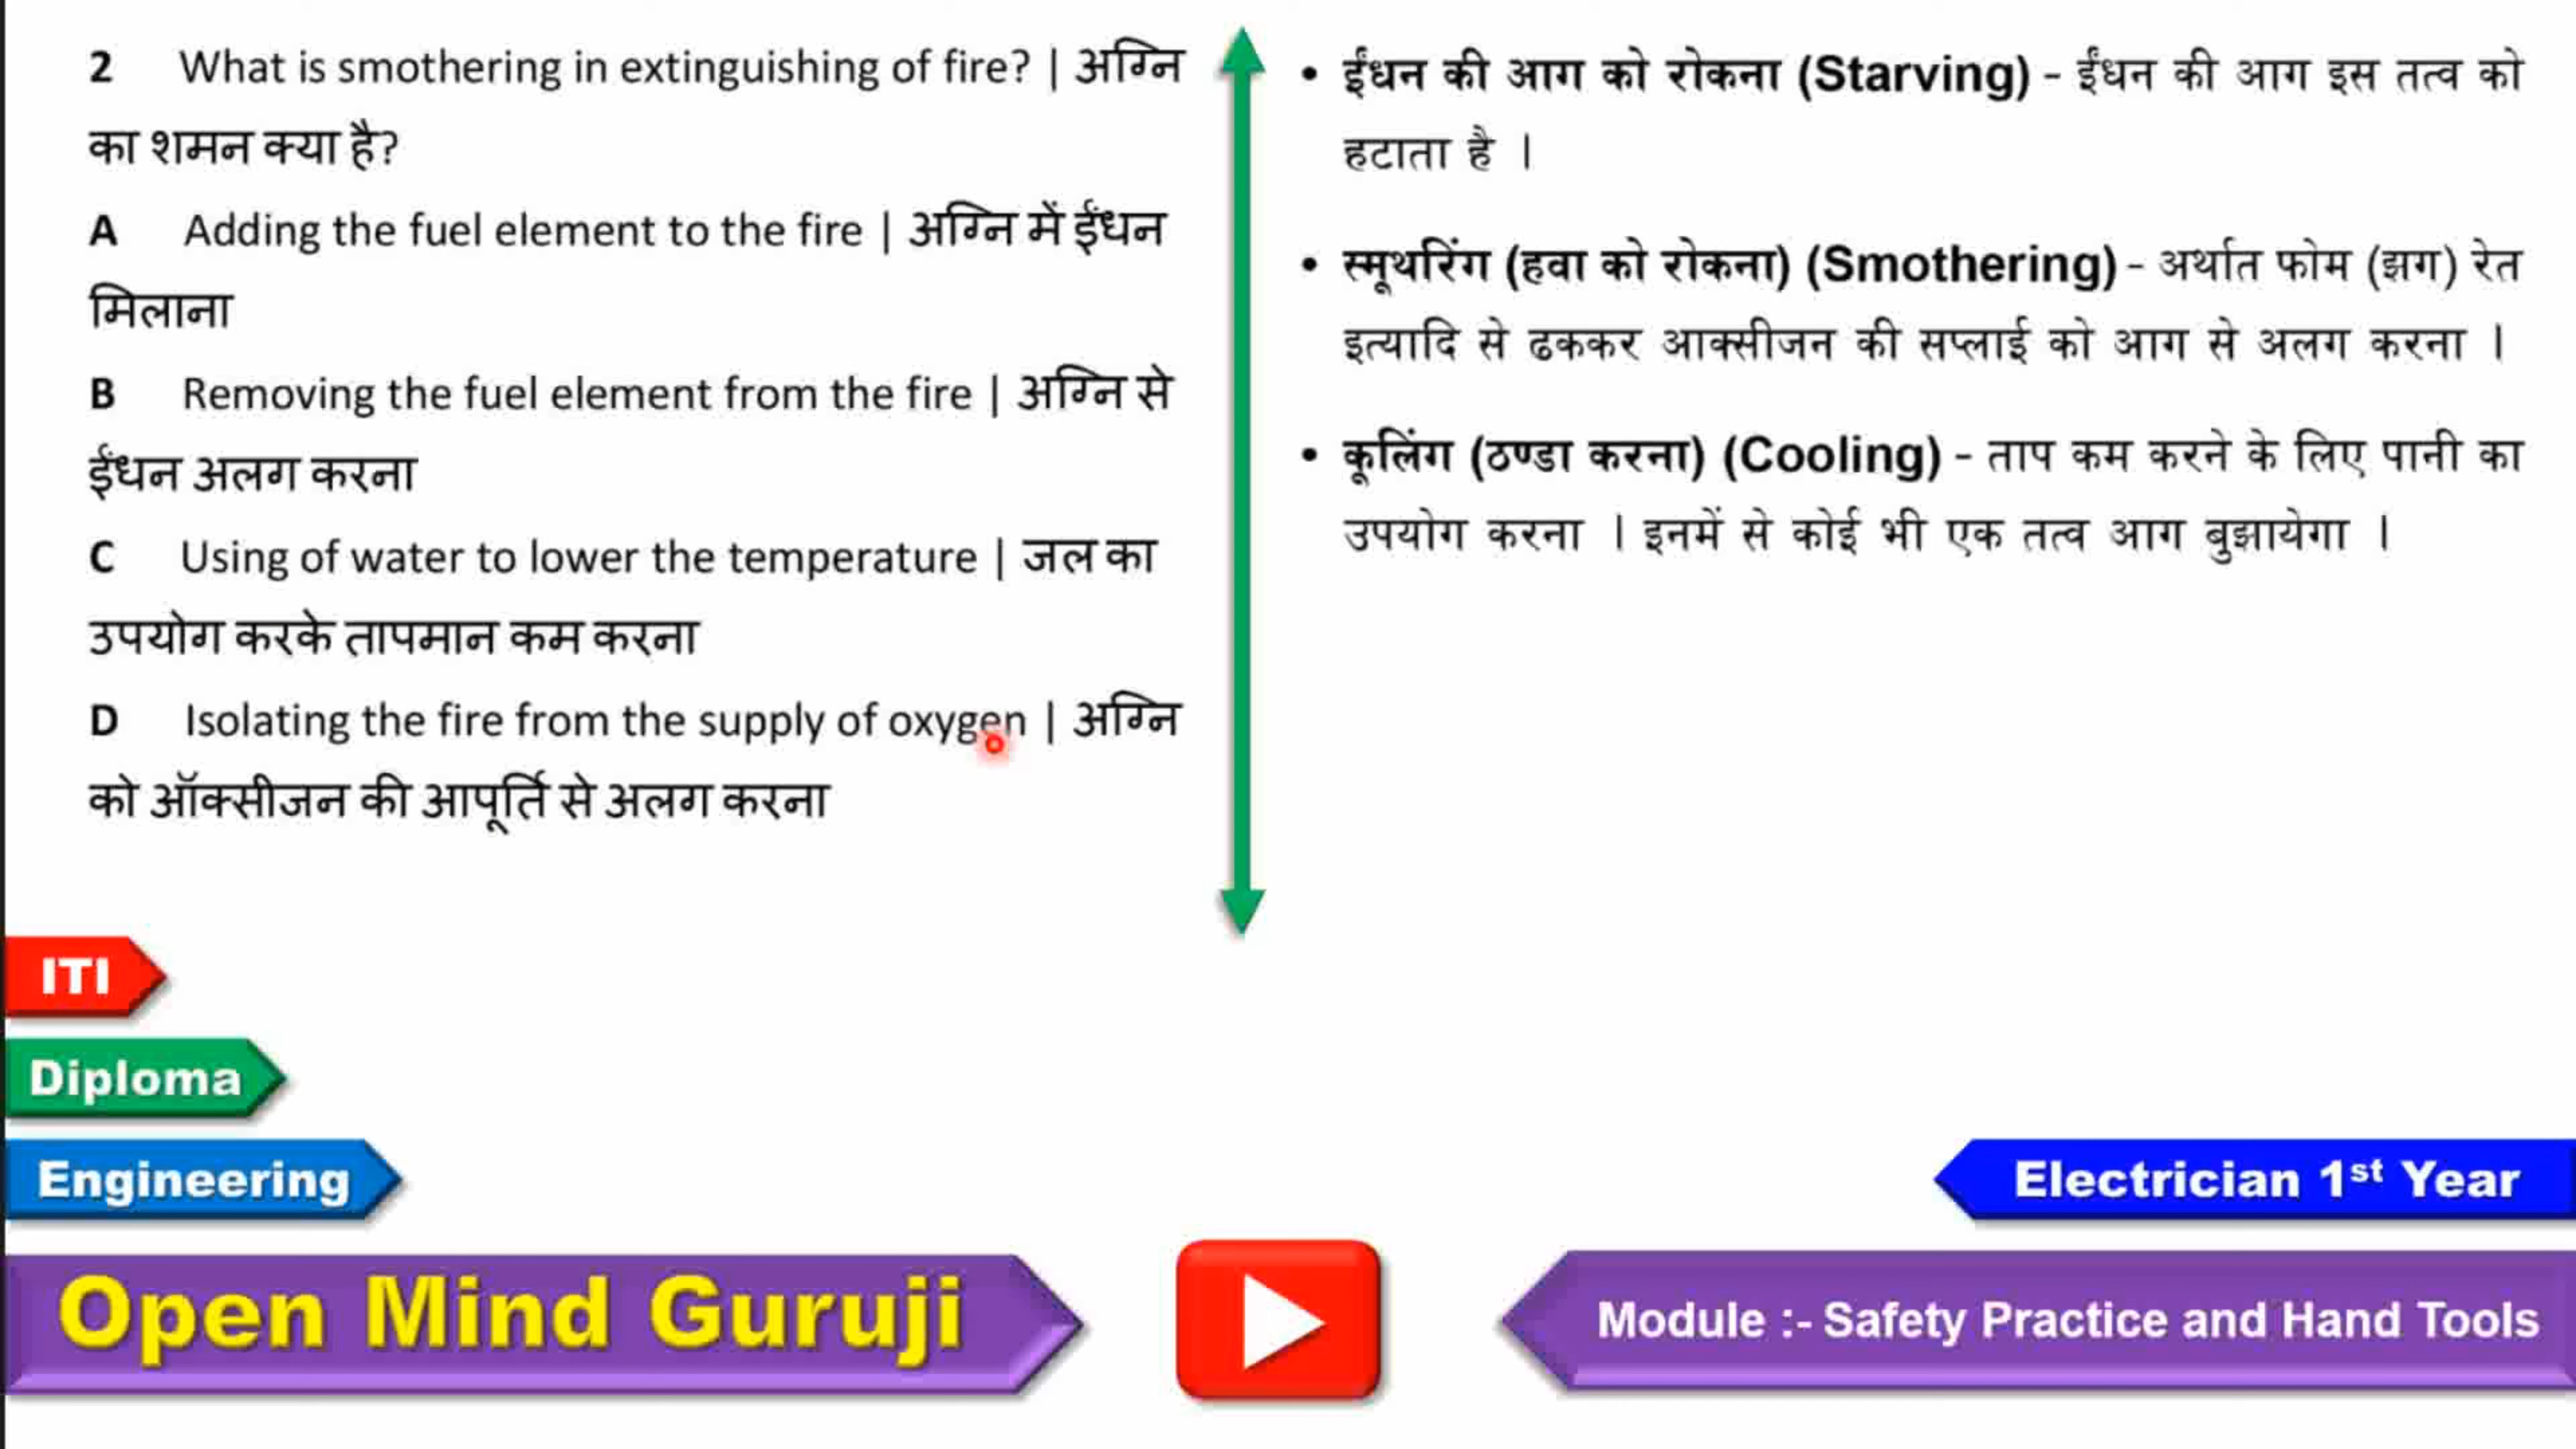 2 What is smothering in extinguishing of fire? | अग्नि
का शमन क्या है?
A Adding the fuel element to the fire | अग्नि में ईंधन
मिलाना
B Removing the fuel element from the fire | अग्नि से
ईंधन अलग करना
C Using of water to lower the temperature | जल का
उपयोग करके तापमान कम करना
D Isolating the fire from the supply of oxygen | अग्नि
को ऑक्सीजन की आपूर्ति से अलग करना
• ईंधन की आग को रोकना (Starving) - ईंधन की आग इस तत्व को
हटाता है ।
• स्मूथरिंग (हवा को रोकना) (Smothering) - अर्थात फोम (झग) रेत
इत्यादि से ढककर आक्सीजन की सप्लाई को आग से अलग करना ।
• कूलिंग (ठण्डा करना) (Cooling) - ताप कम करने के लिए पानी का
उपयोग करना । इनमें से कोई भी एक तत्व आग बुझायेगा ।
ITI
Diploma
Engineering
Electrician 1st Year
Open Mind Guruji
Module :- Safety Practice and Hand Tools